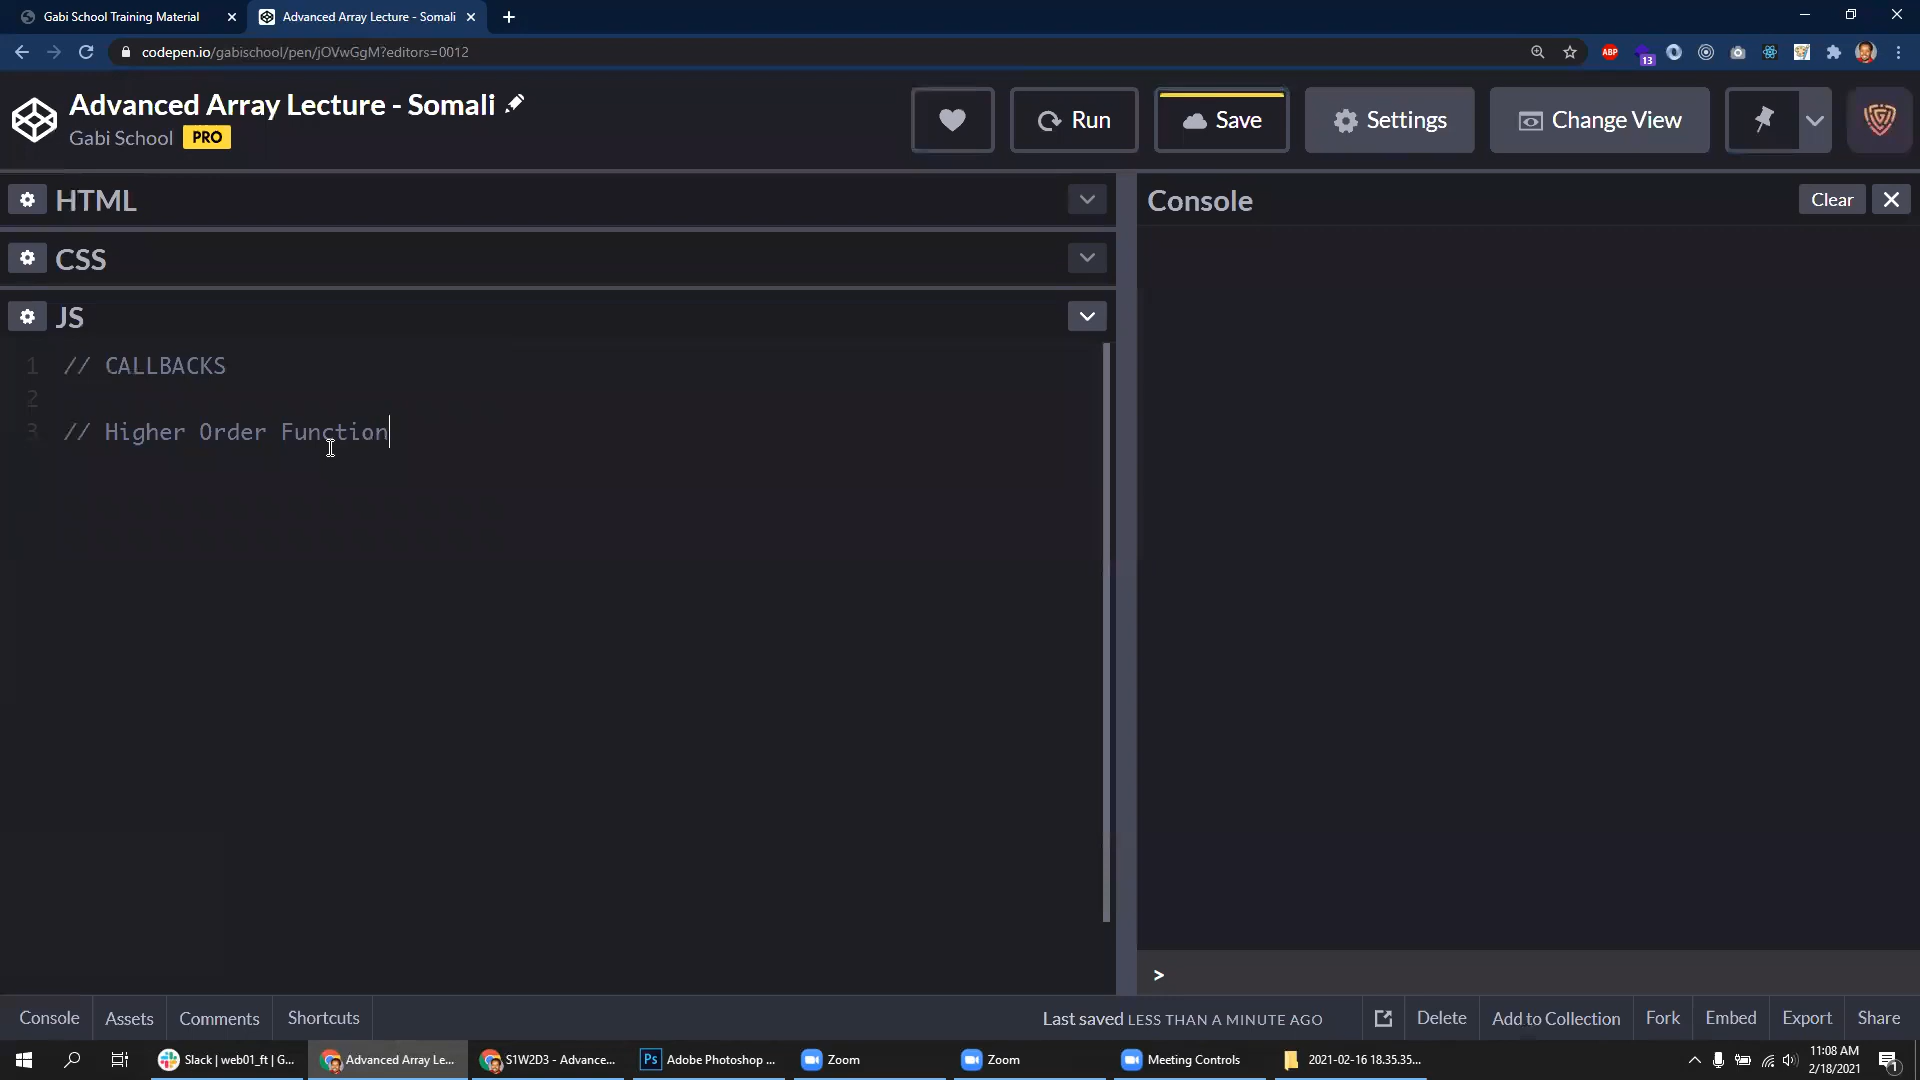 Gabi School Training Material
Advanced Array Lecture - Somali
codepen.io/gabischool/pen/jOVwGgM?editors=0012
ABP
13
Advanced Array Lecture - Somali
Gabi School PRO
Run
Save
Settings
Change View
HTML
CSS
JS
1 // CALLBACKS
2
3 // Higher Order Function
Console
Clear
>
Console
Assets
Comments
Shortcuts
Last saved LESS THAN A MINUTE AGO
Delete
Add to Collection
Fork
Embed
Export
Share
Slack | web01_ft | G...
Advanced Array Le...
S1W2D3 - Advance...
Ps
Adobe Photoshop ...
Zoom
Zoom
Meeting Controls
2021-02-16 18.35.35...
11:08 AM
2/18/2021
1